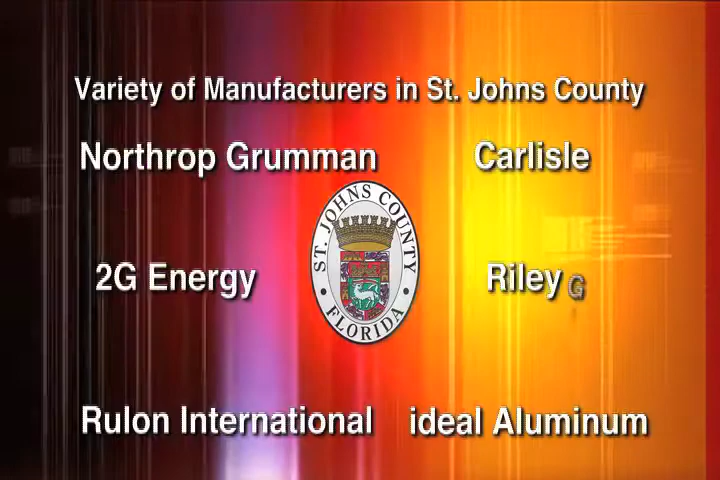 Variety of Manufacturers in St. Johns County
Northrop Grumman
Carlisle
ST. JOHNS COUNTY
FLORIDA
2G Energy
Riley G
Rulon International
ideal Aluminum